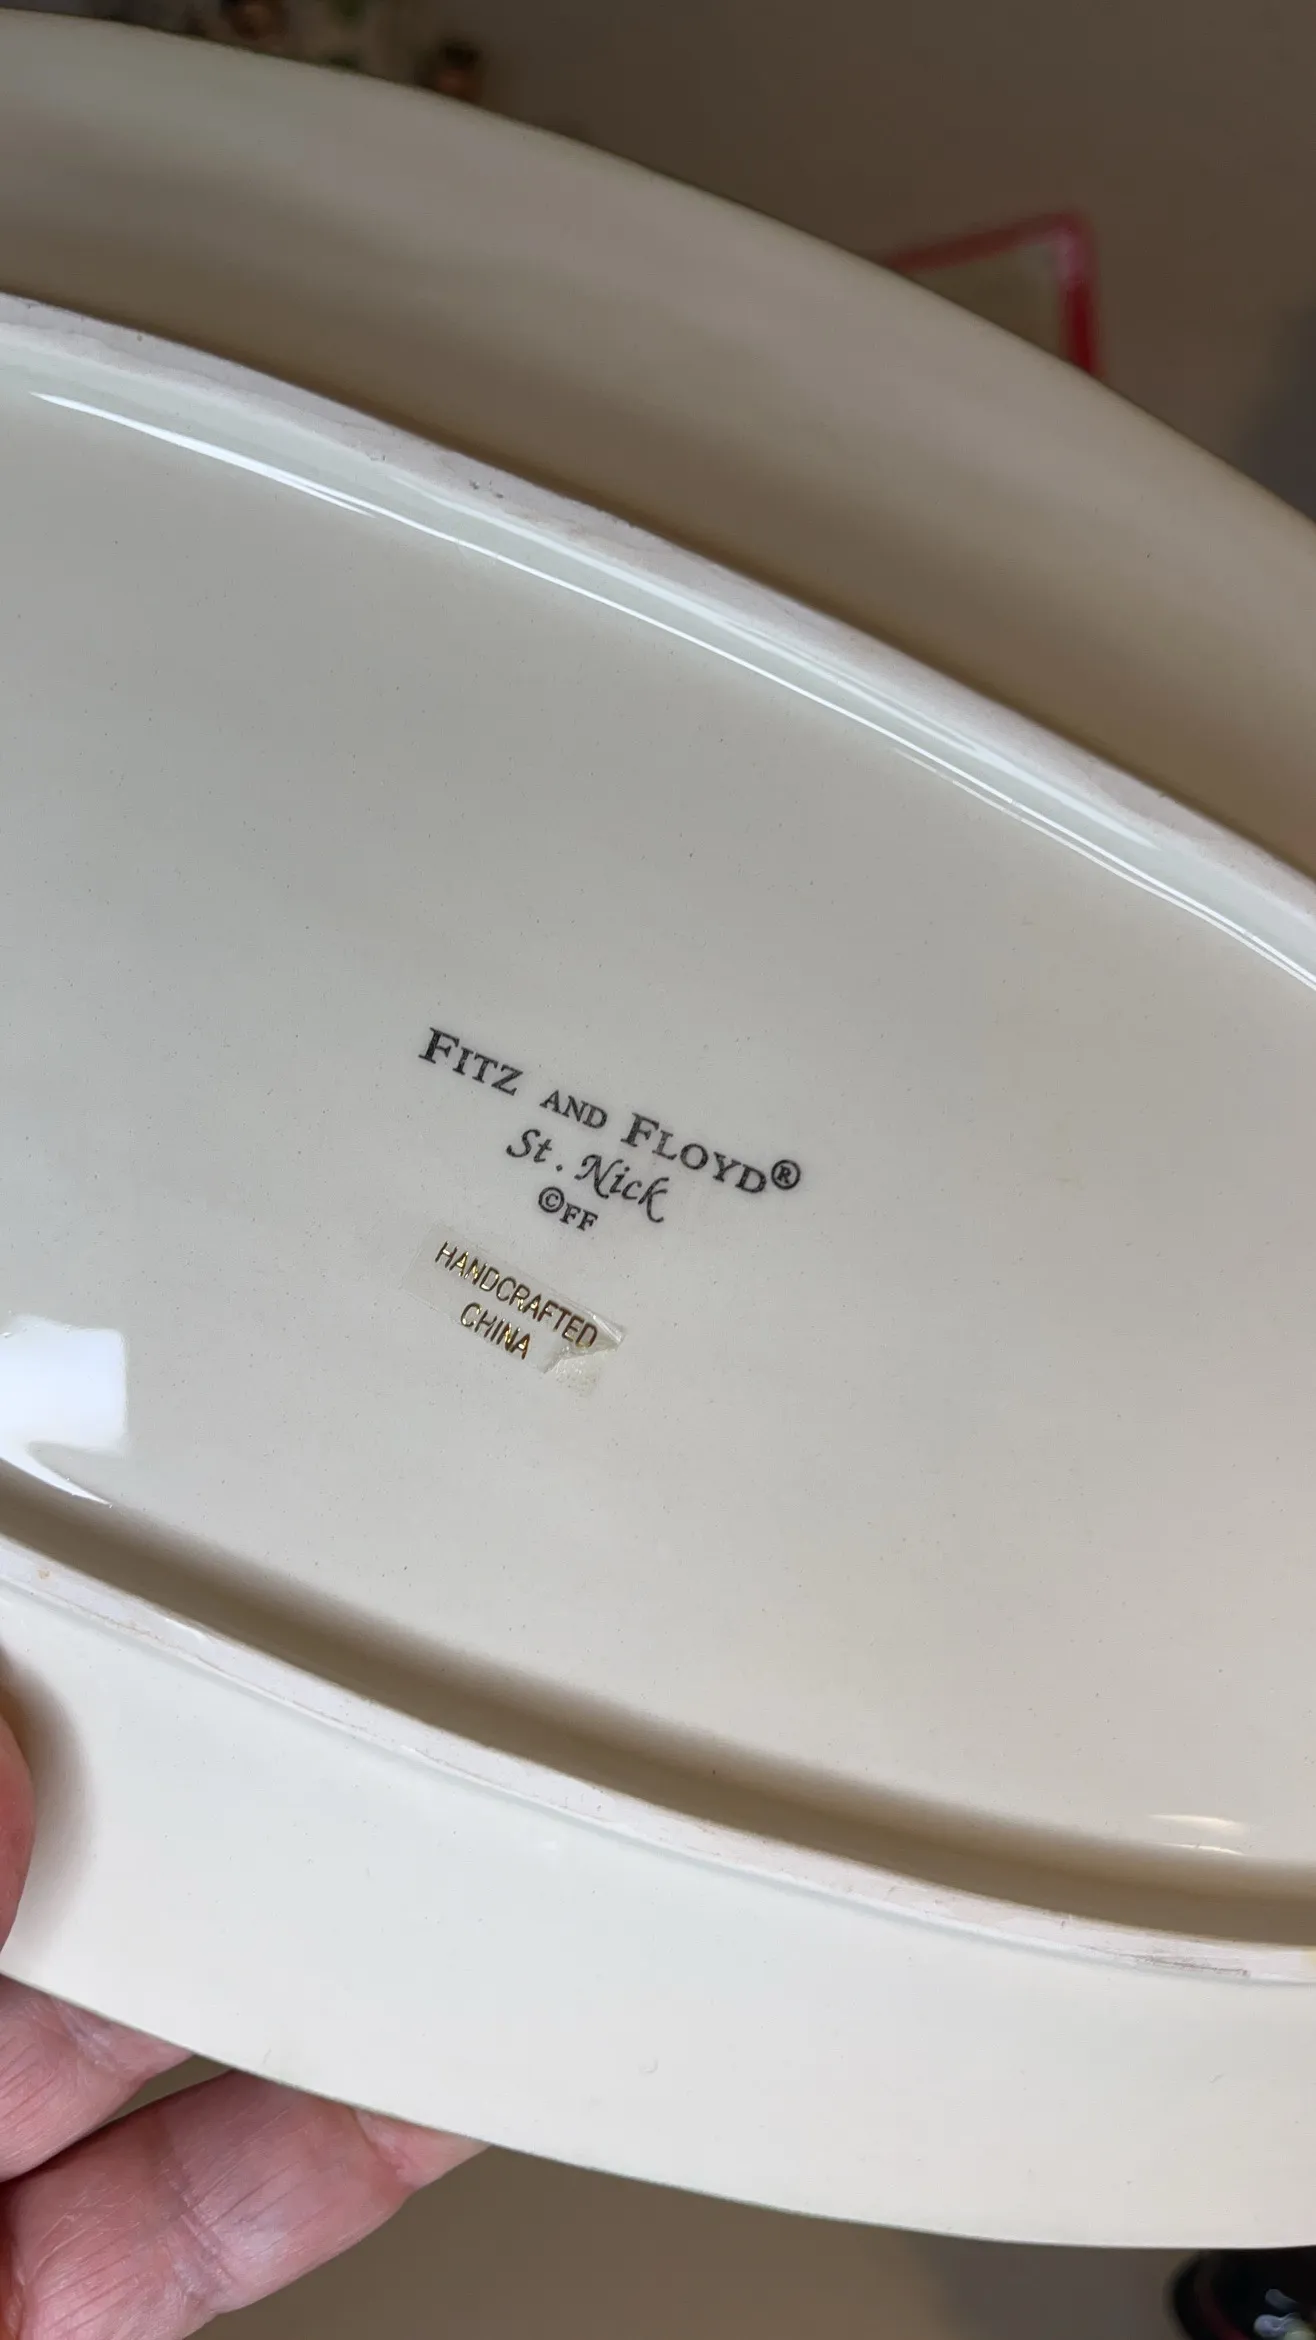 FITZ AND FLOYD®
St. Nick
©FF
HANDCRAFTED
CHINA